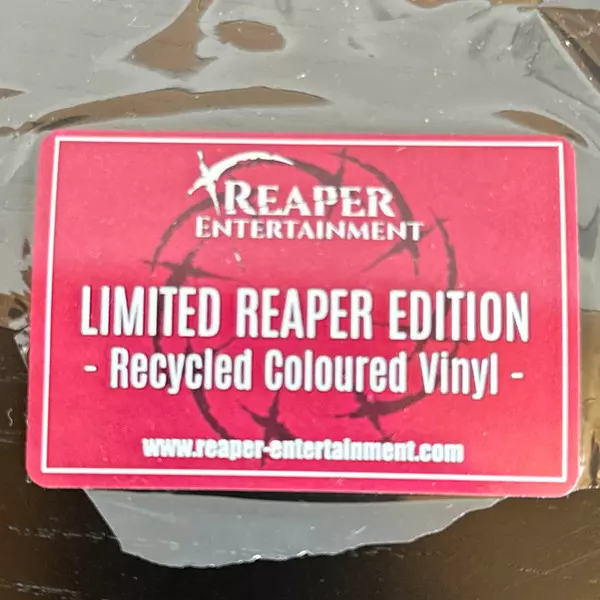 REAPER
ENTERTAINMENT
LIMITED REAPER EDITION
- Recycled Coloured Vinyl -
www.reaper-entertainment.com